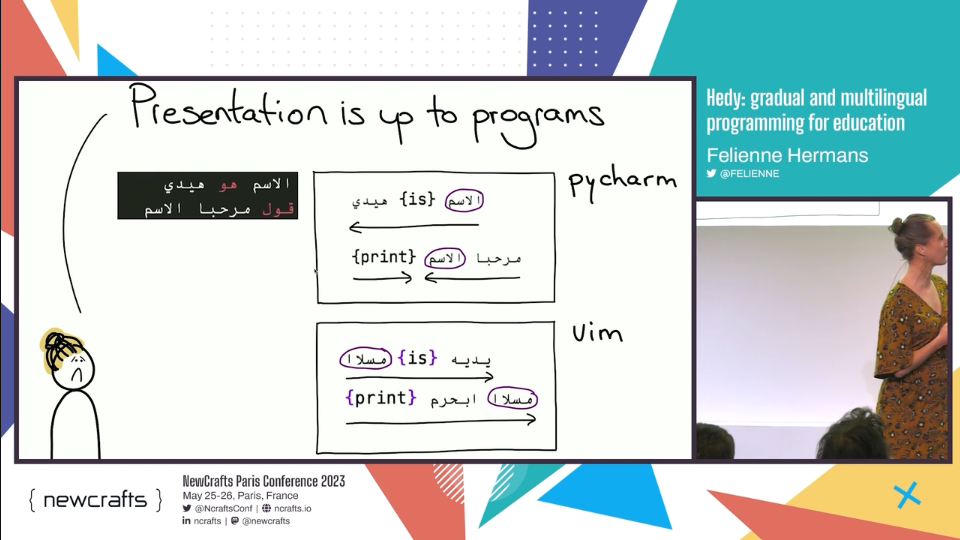 Presentation is up to programs
الاسم هو هيدي
قول مرحبا الاسم
pycharm
الاسم {is} هيدي
{print} مرحبا الاسم
vim
مسلاا {is} يديه
{print} ابحرم مسلاا
Hedy: gradual and multilingual
programming for education
Felienne Hermans
@FELIENNE
{ newcrafts }
NewCrafts Paris Conference 2023
May 25-26, Paris, France
@NcraftsConf | ncrafts.io
in ncrafts | @newcrafts